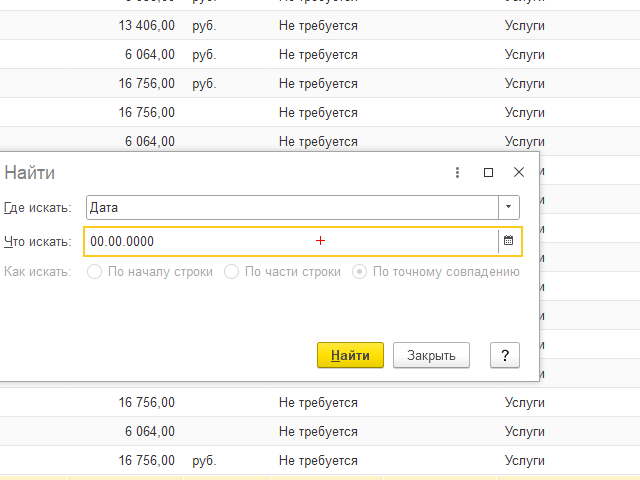 13 406,00 руб. Не требуется Услуги
6 064,00 руб. Не требуется Услуги
16 756,00 руб. Не требуется Услуги
16 756,00 Не требуется Услуги
6 064,00 Не требуется Услуги
Найти
Где искать: Дата
Что искать: 00.00.0000
Как искать: По началу строки По части строки По точному совпадению
Найти Закрыть ?
16 756,00 Не требуется Услуги
6 064,00 Не требуется Услуги
16 756,00 руб. Не требуется Услуги